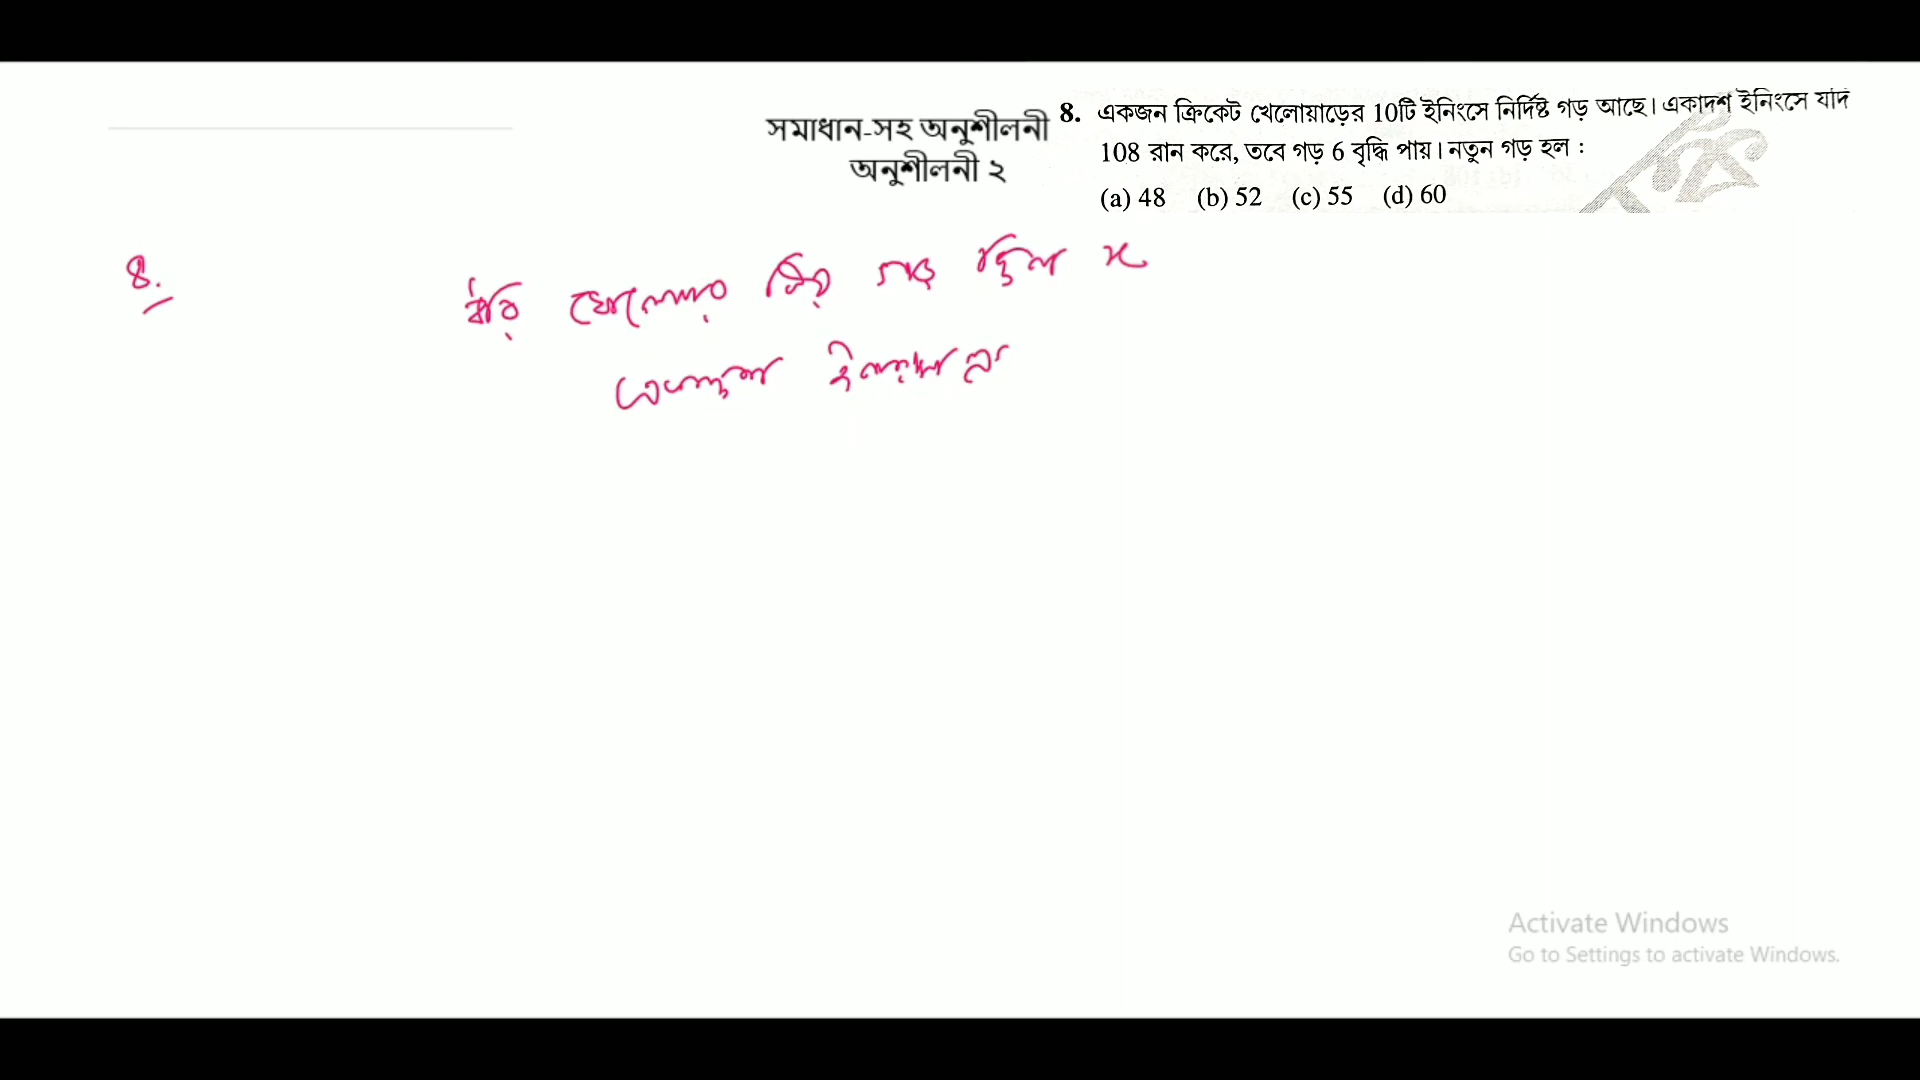 সমাধান-সহ অনুশীলনী
অনুশীলনী ২
8. একজন ক্রিকেট খেলোয়াড়ের 10টি ইনিংসে নির্দিষ্ট গড় আছে। একাদশ ইনিংসে যদি
108 রান করে, তবে গড় 6 বৃদ্ধি পায়। নতুন গড় হল :
(a) 48 (b) 52 (c) 55 (d) 60
8. ধরি গড় ছিল x
Activate Windows
Go to Settings to activate Windows.